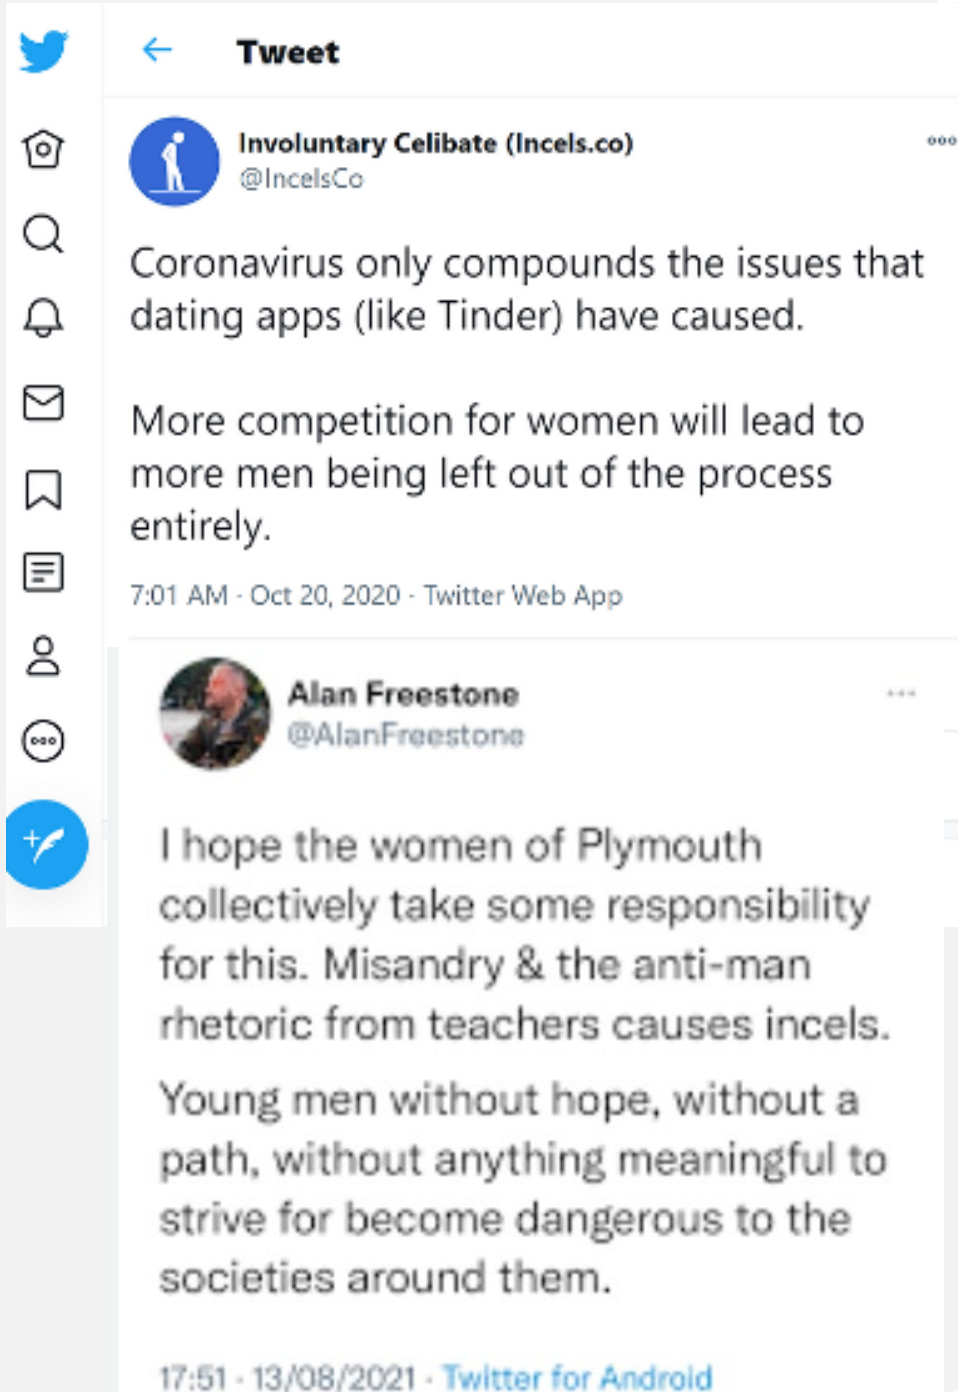 Tweet
Involuntary Celibate (Incels.co)
@IncelsCo
Coronavirus only compounds the issues that
dating apps (like Tinder) have caused.
More competition for women will lead to
more men being left out of the process
entirely.
7:01 AM · Oct 20, 2020 · Twitter Web App
Alan Freestone
@AlanFreestone
I hope the women of Plymouth
collectively take some responsibility
for this. Misandry & the anti-man
rhetoric from teachers causes incels.
Young men without hope, without a
path, without anything meaningful to
strive for become dangerous to the
societies around them.
17:51 · 13/08/2021 · Twitter for Android